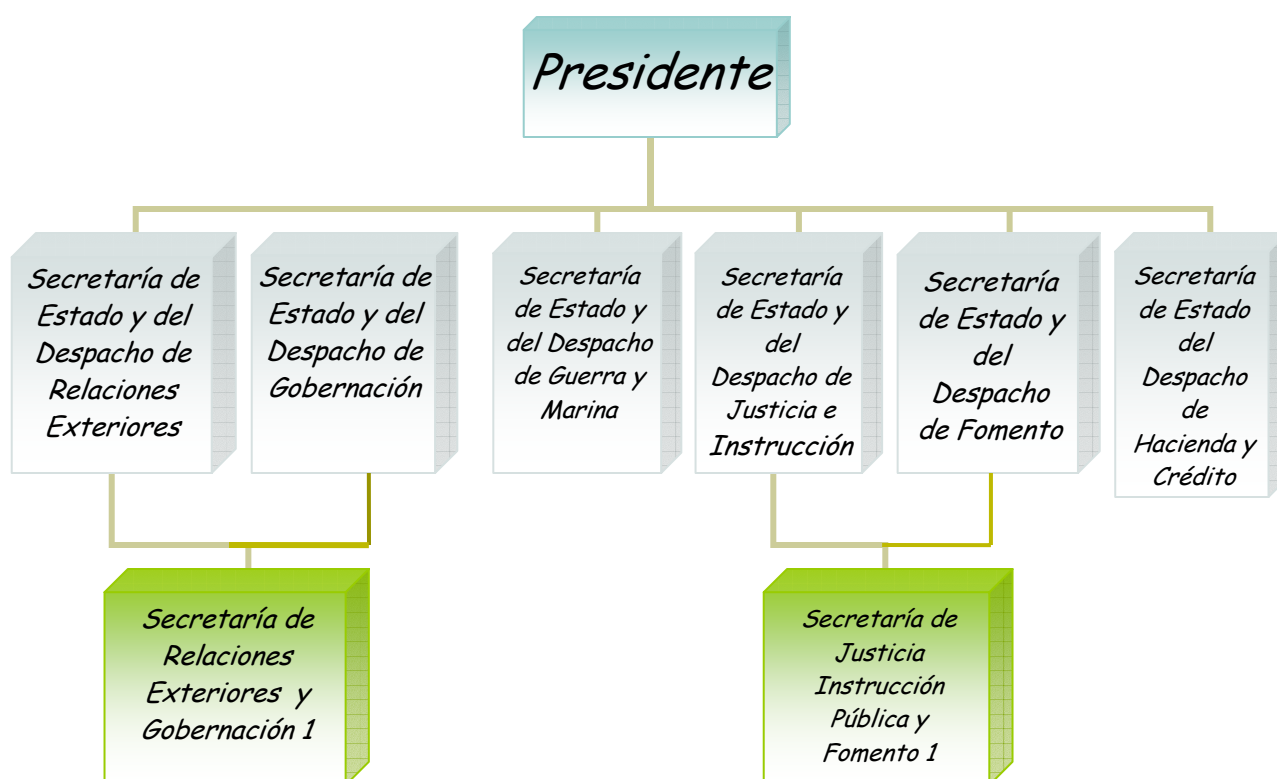 Presidente
Secretaría de
Estado y del
Despacho de
Relaciones
Exteriores
Secretaría de
Estado y del
Despacho de
Gobernación
Secretaría
de Estado y
del Despacho
de Guerra y
Marina
Secretaría
de Estado y
del
Despacho de
Justicia e
Instrucción
Secretaría
de Estado y
del
Despacho
de Fomento
Secretaría
de Estado
del
Despacho
de
Hacienda y
Crédito
Secretaría de
Relaciones
Exteriores y
Gobernación 1
Secretaría de
Justicia
Instrucción
Pública y
Fomento 1